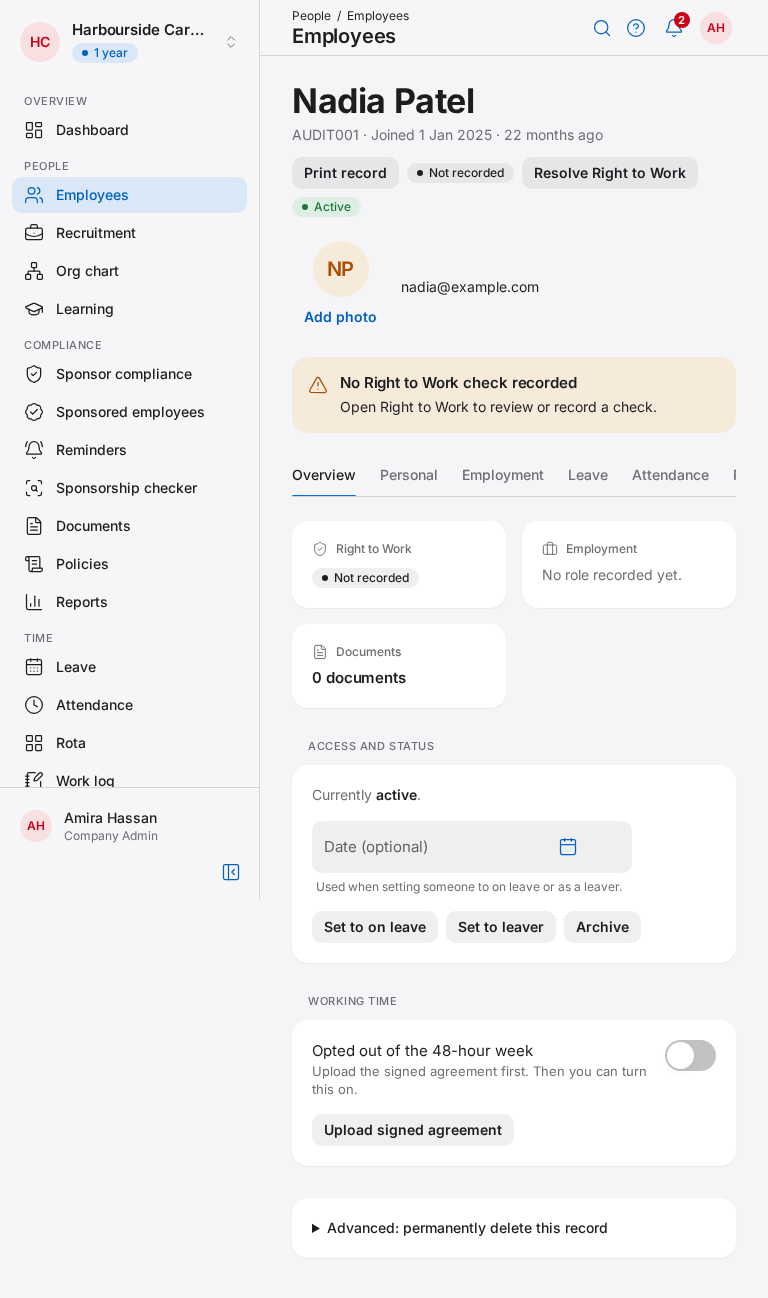 HC
Harbourside Car...
1 year
OVERVIEW
Dashboard
PEOPLE
Employees
Recruitment
Org chart
Learning
COMPLIANCE
Sponsor compliance
Sponsored employees
Reminders
Sponsorship checker
Documents
Policies
Reports
TIME
Leave
Attendance
Rota
Work log
AH
Amira Hassan
Company Admin
People / Employees
Employees
2
AH
Nadia Patel
AUDIT001 · Joined 1 Jan 2025 · 22 months ago
Print record
Not recorded
Resolve Right to Work
Active
NP
Add photo
nadia@example.com
No Right to Work check recorded
Open Right to Work to review or record a check.
Overview Personal Employment Leave Attendance
Right to Work
Not recorded
Employment
No role recorded yet.
Documents
0 documents
ACCESS AND STATUS
Currently active.
Date (optional)
Used when setting someone to on leave or as a leaver.
Set to on leave Set to leaver Archive
WORKING TIME
Opted out of the 48-hour week
Upload the signed agreement first. Then you can turn
this on.
Upload signed agreement
Advanced: permanently delete this record